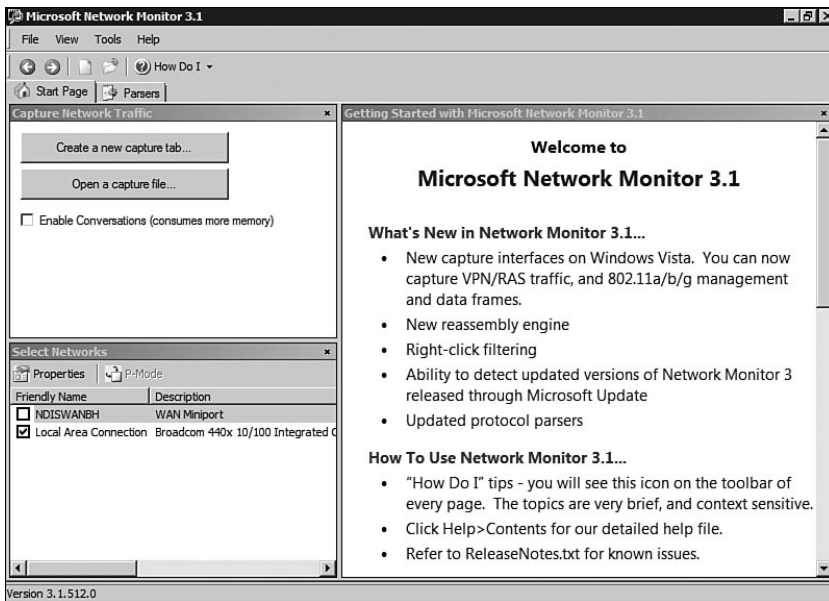 Microsoft Network Monitor 3.1
File View Tools Help
How Do I
Start Page Parsers
Capture Network Traffic
Create a new capture tab...
Open a capture file...
Enable Conversations (consumes more memory)
Select Networks
Properties P-Mode
Friendly Name Description
NDISWANBH WAN Miniport
Local Area Connection Broadcom 440x 10/100 Integrated C
Getting Started with Microsoft Network Monitor 3.1
Welcome to
Microsoft Network Monitor 3.1
What's New in Network Monitor 3.1...
• New capture interfaces on Windows Vista. You can now
capture VPN/RAS traffic, and 802.11a/b/g management
and data frames.
• New reassembly engine
• Right-click filtering
• Ability to detect updated versions of Network Monitor 3
released through Microsoft Update
• Updated protocol parsers
How To Use Network Monitor 3.1...
• “How Do I” tips - you will see this icon on the toolbar of
every page. The topics are very brief, and context sensitive.
• Click Help>Contents for our detailed help file.
• Refer to ReleaseNotes.txt for known issues.
Version 3.1.512.0